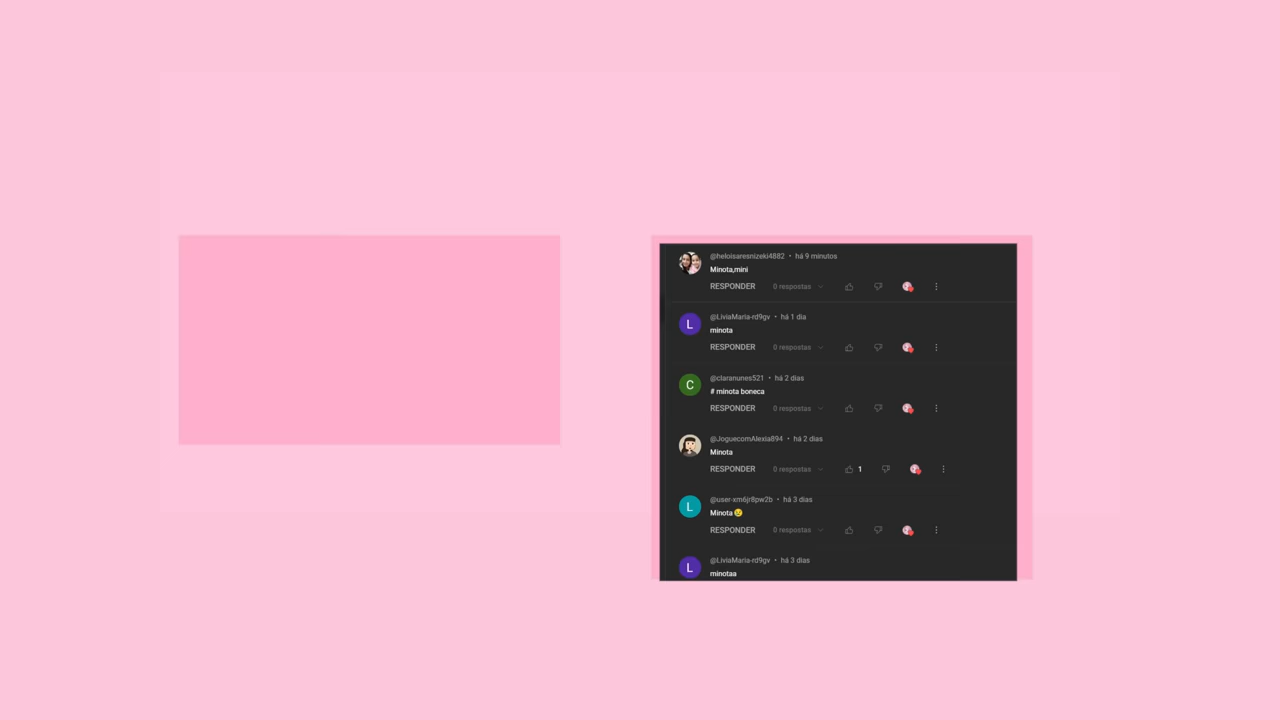 @heloisaresnizeki4882 • há 9 minutos
Minota,mini
RESPONDER 0 respostas
@LiviaMaria-rd9gv • há 1 dia
minota
RESPONDER 0 respostas
L
@claranunes521 • há 2 dias
# minota boneca
RESPONDER 0 respostas
C
@JoguecomAlexia894 • há 2 dias
Minota
RESPONDER 0 respostas 1
@user-xm6jr8pw2b • há 3 dias
Minota😢
RESPONDER 0 respostas
L
@LiviaMaria-rd9gv • há 3 dias
minotaa
L